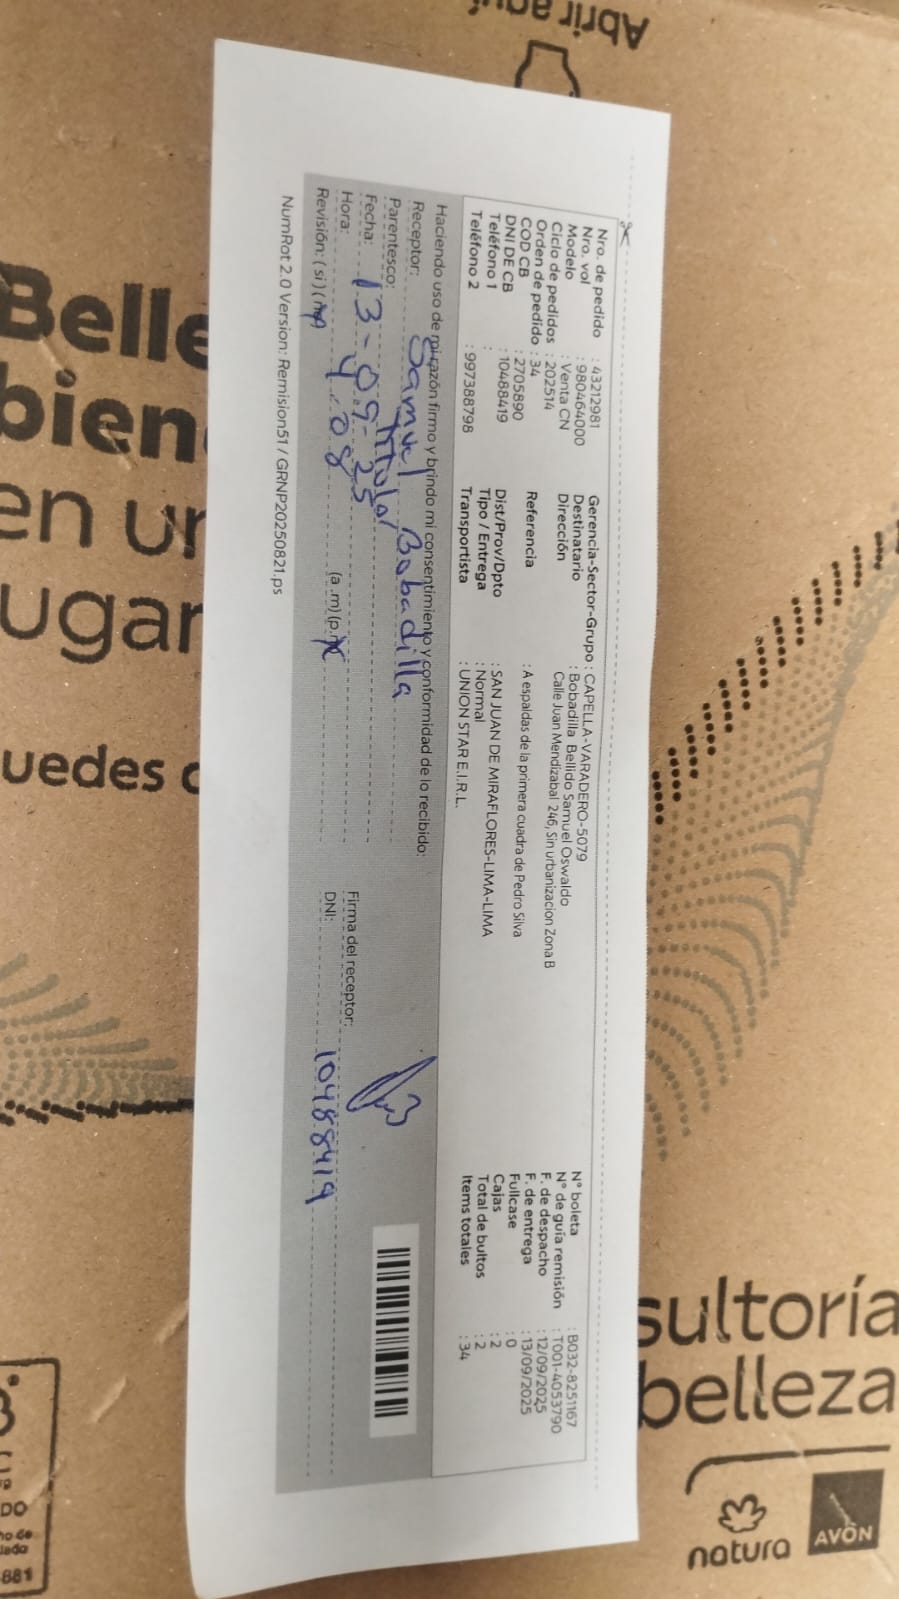 Abrir aquí
Nro. de pedido : 43212981
Nro. vol : 980464000
Modelo : Venta CN
Ciclo de pedidos : 202514
Orden de pedido : 34
COD CB : 2705890
DNI DE CB : 10488419
Teléfono 1 :
Teléfono 2 : 997388798
Gerencia-Sector-Grupo : CAPELLA-VARADERO-5079
Destinatario : Bobadilla Bellido Samuel Oswaldo
Dirección Calle Juan Mendizabal 246, Sin urbanizacion Zona B
Referencia : A espaldas de la primera cuadra de Pedro Silva
Dist/Prov/Dpto : SAN JUAN DE MIRAFLORES-LIMA-LIMA
Tipo / Entrega : Normal
Transportista : UNION STAR E.I.R.L.
N° boleta : B032-8251167
N° de guía remisión : T001-4053790
F. de despacho : 12/09/2025
F. de entrega : 13/09/2025
Fullcase : 0
Cajas : 2
Total de bultos : 2
Items totales : 34
Haciendo uso de mi razón firmo y brindo mi consentimiento y conformidad de lo recibido:
Receptor: Samuel Bobadilla
Parentesco: Titular
Fecha: 13-09-25
Hora: 4:08 (a.m)(p.m)
Revisión: (si)(no)
Firma del receptor:
DNI: 10488419
NumRot 2.0 Version: Remision51 / GRNP20250821.ps
Belle
bien
en un
ugar
uedes
sultoría
belleza
natura
AVON
DO
881